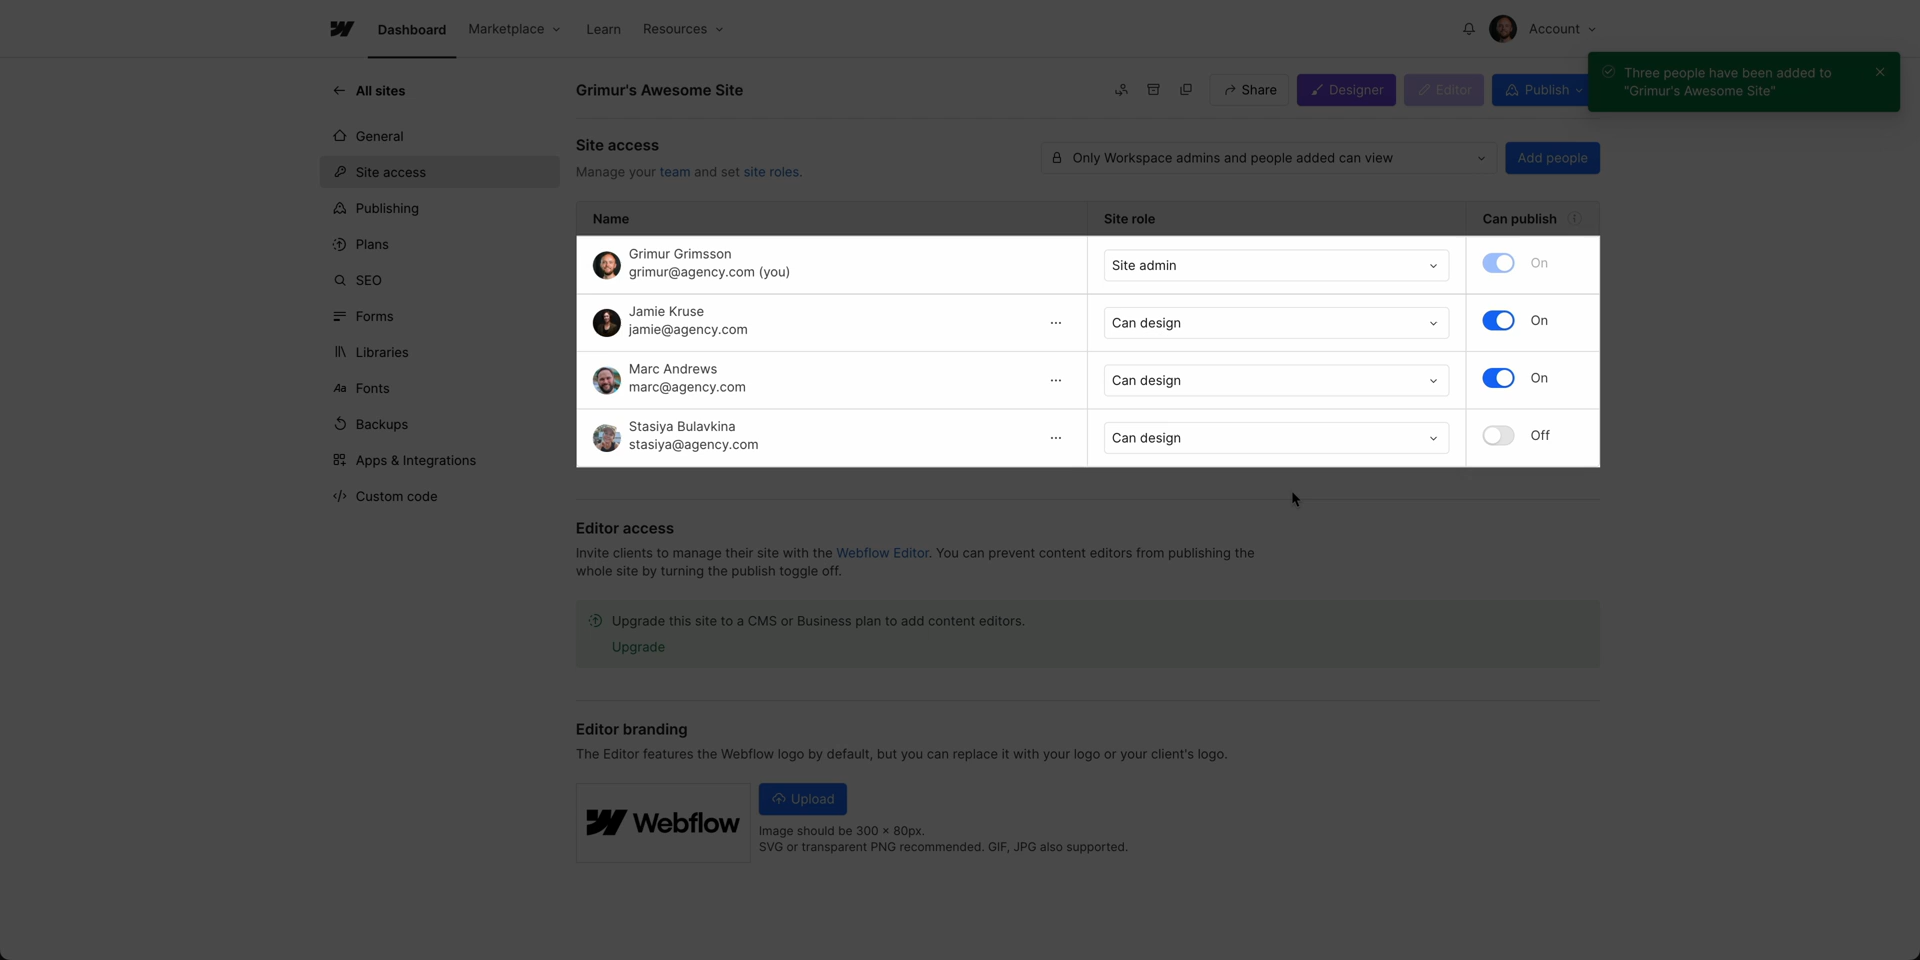 Dashboard
Marketplace
Learn
Resources
Account
Three people have been added to
"Grimur's Awesome Site"
All sites
Grimur's Awesome Site
Share
Designer
Editor
Publish
General
Site access
Publishing
Plans
SEO
Forms
Libraries
Aa Fonts
Backups
Apps & Integrations
Custom code
Site access
Manage your team and set site roles.
Only Workspace admins and people added can view
Add people
Name
Site role
Can publish
Grimur Grimsson
grimur@agency.com (you)
Site admin
On
Jamie Kruse
jamie@agency.com
Can design
On
Marc Andrews
marc@agency.com
Can design
On
Stasiya Bulavkina
stasiya@agency.com
Can design
Off
Editor access
Invite clients to manage their site with the Webflow Editor. You can prevent content editors from publishing the
whole site by turning the publish toggle off.
Upgrade this site to a CMS or Business plan to add content editors.
Upgrade
Editor branding
The Editor features the Webflow logo by default, but you can replace it with your logo or your client's logo.
Webflow
Upload
Image should be 300 × 80px.
SVG or transparent PNG recommended. GIF, JPG also supported.